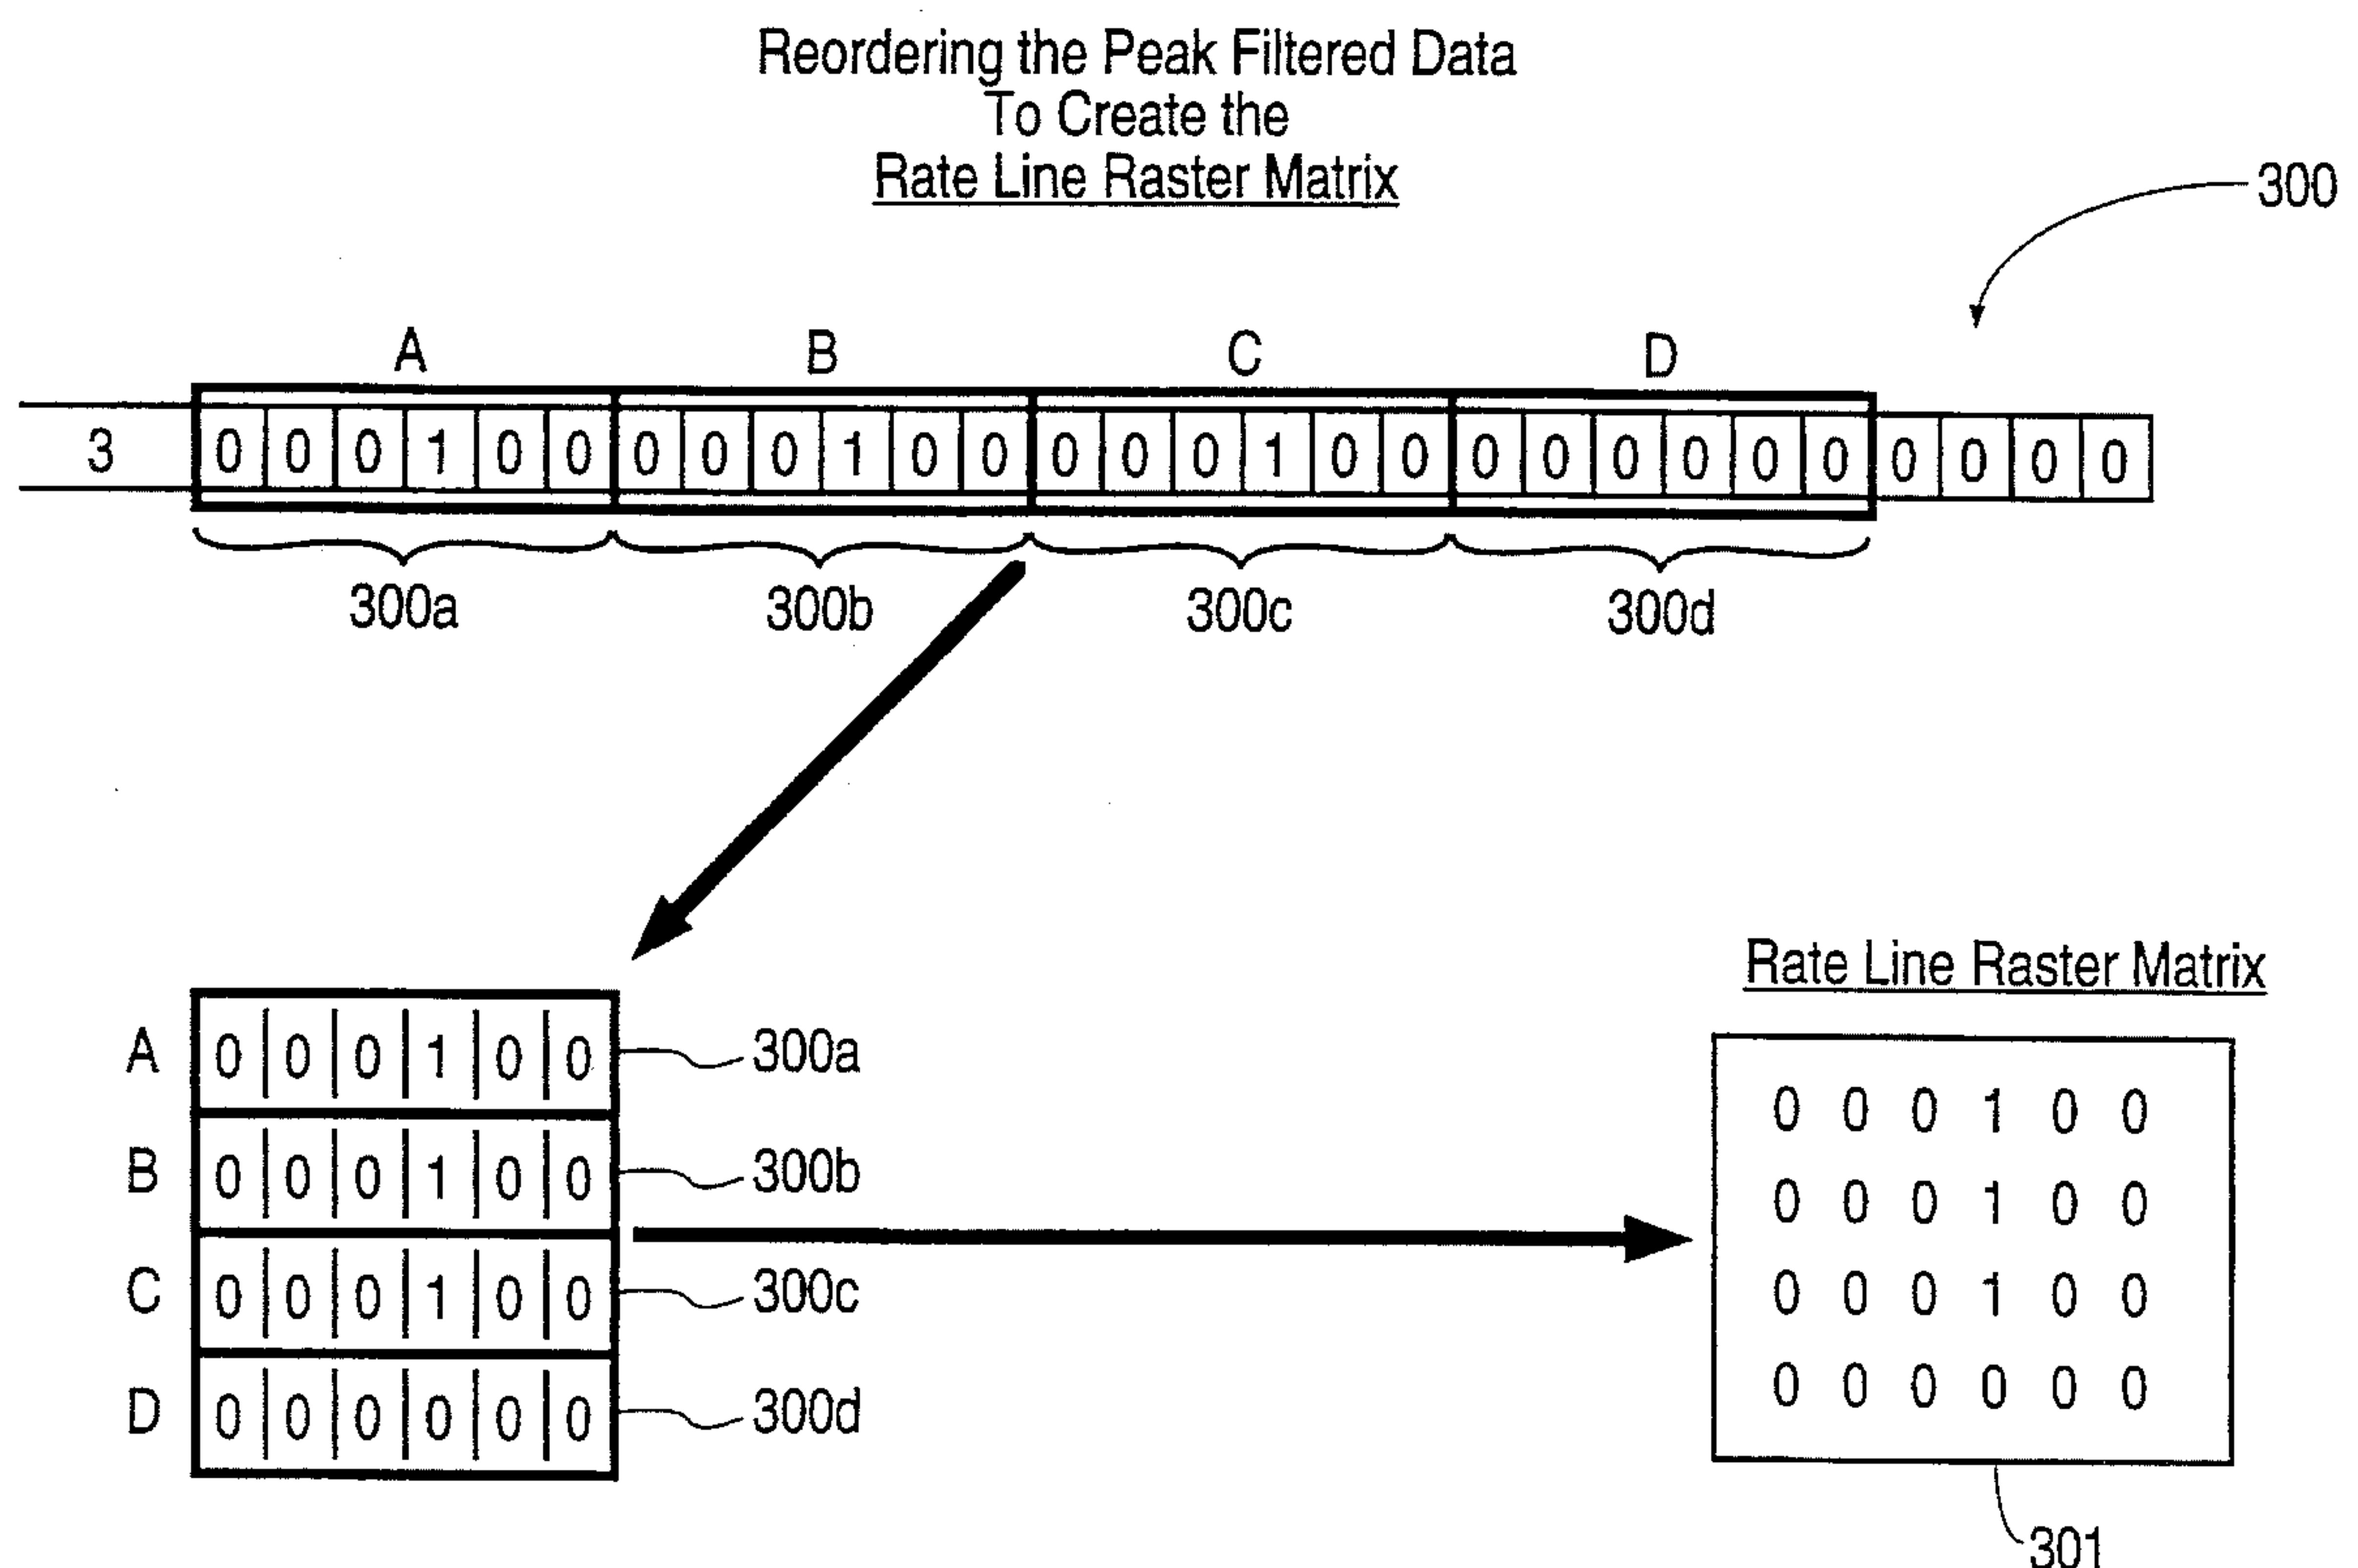 Reordering the Peak Filtered Data
To Create the
Rate Line Raster Matrix
300
A B C D
3 0 0 0 1 0 0 0 0 0 1 0 0 0 0 0 1 0 0 0 0 0 0 0 0 0 0 0 0
300a 300b 300c 300d
Rate Line Raster Matrix
A 0 0 0 1 0 0 300a
B 0 0 0 1 0 0 300b
C 0 0 0 1 0 0 300c
D 0 0 0 0 0 0 300d
0 0 0 1 0 0
0 0 0 1 0 0
0 0 0 1 0 0
0 0 0 0 0 0
301